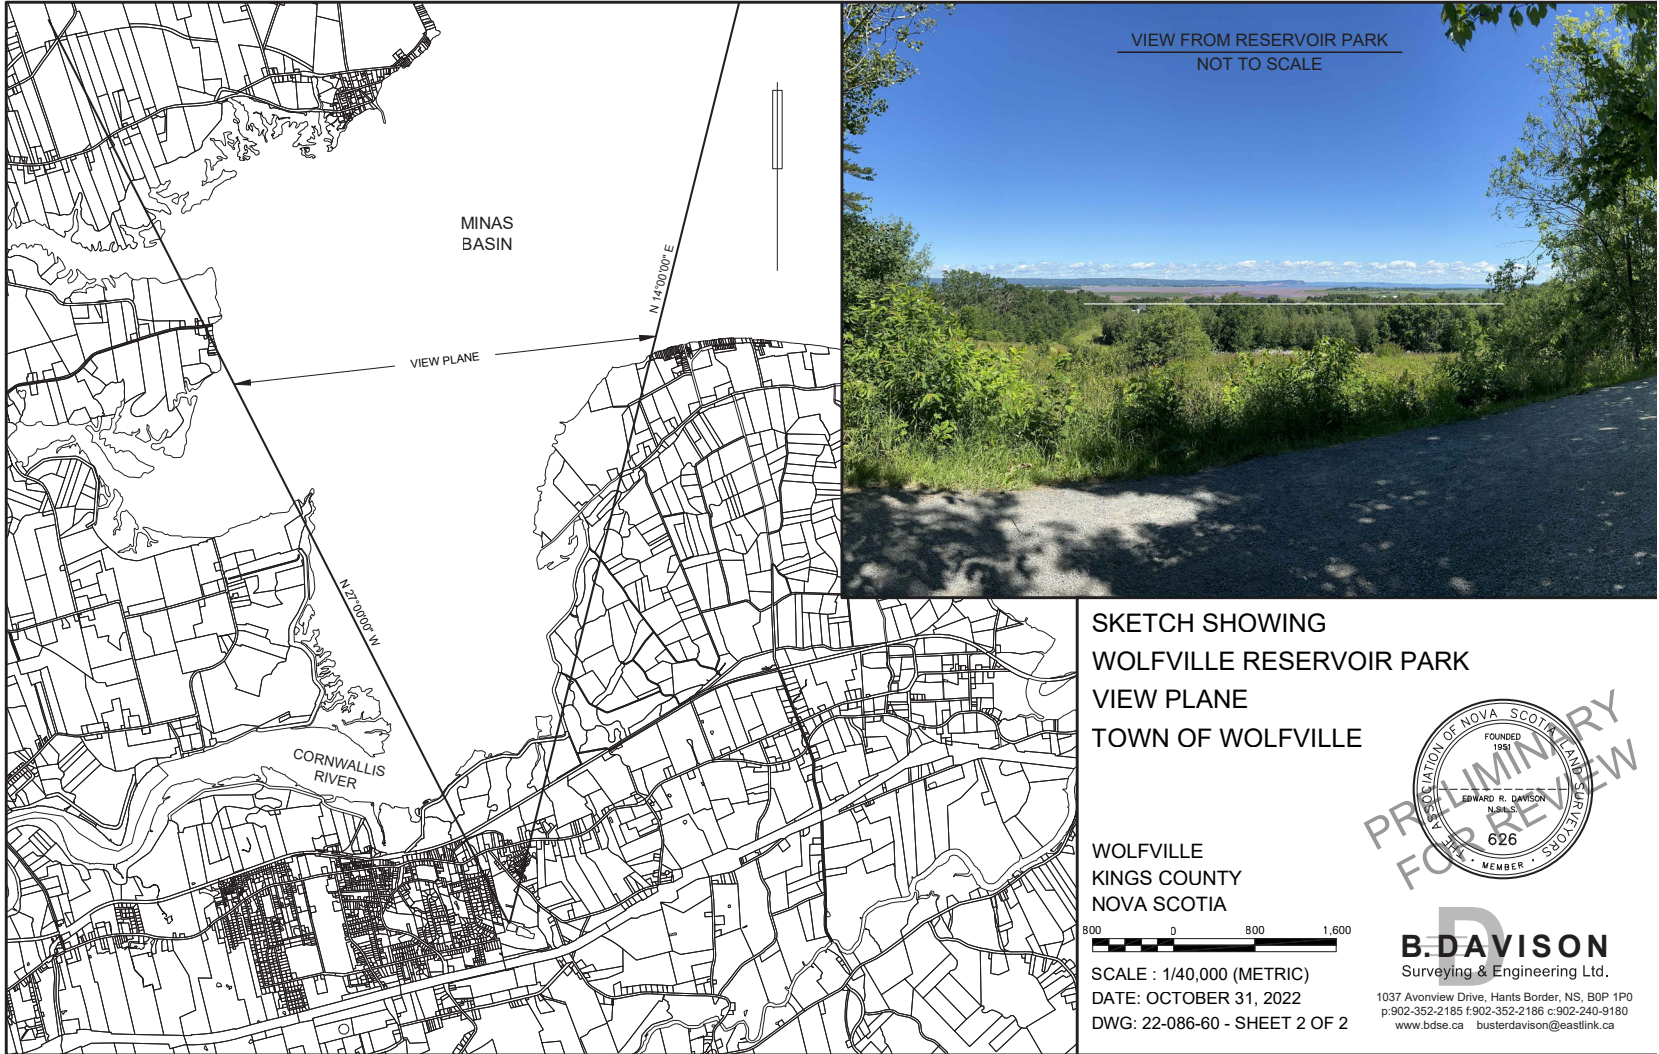 VIEW FROM RESERVOIR PARK
NOT TO SCALE
MINAS
BASIN
N 14°00'00" E
VIEW PLANE
N 27°00'00" W
CORNWALLIS
RIVER
SKETCH SHOWING
WOLFVILLE RESERVOIR PARK
VIEW PLANE
TOWN OF WOLFVILLE
THE ASSOCIATION OF NOVA SCOTIA LAND SURVEYORS
FOUNDED
1951
EDWARD R. DAVISON
N.S.L.S.
626
• MEMBER •
PRELIMINARY
FOR REVIEW
WOLFVILLE
KINGS COUNTY
NOVA SCOTIA
800 0 800 1,600
SCALE : 1/40,000 (METRIC)
DATE: OCTOBER 31, 2022
DWG: 22-086-60 - SHEET 2 OF 2
D
B.DAVISON
Surveying & Engineering Ltd.
1037 Avonview Drive, Hants Border, NS, B0P 1P0
p:902-352-2185 f:902-352-2186 c:902-240-9180
www.bdse.ca busterdavison@eastlink.ca